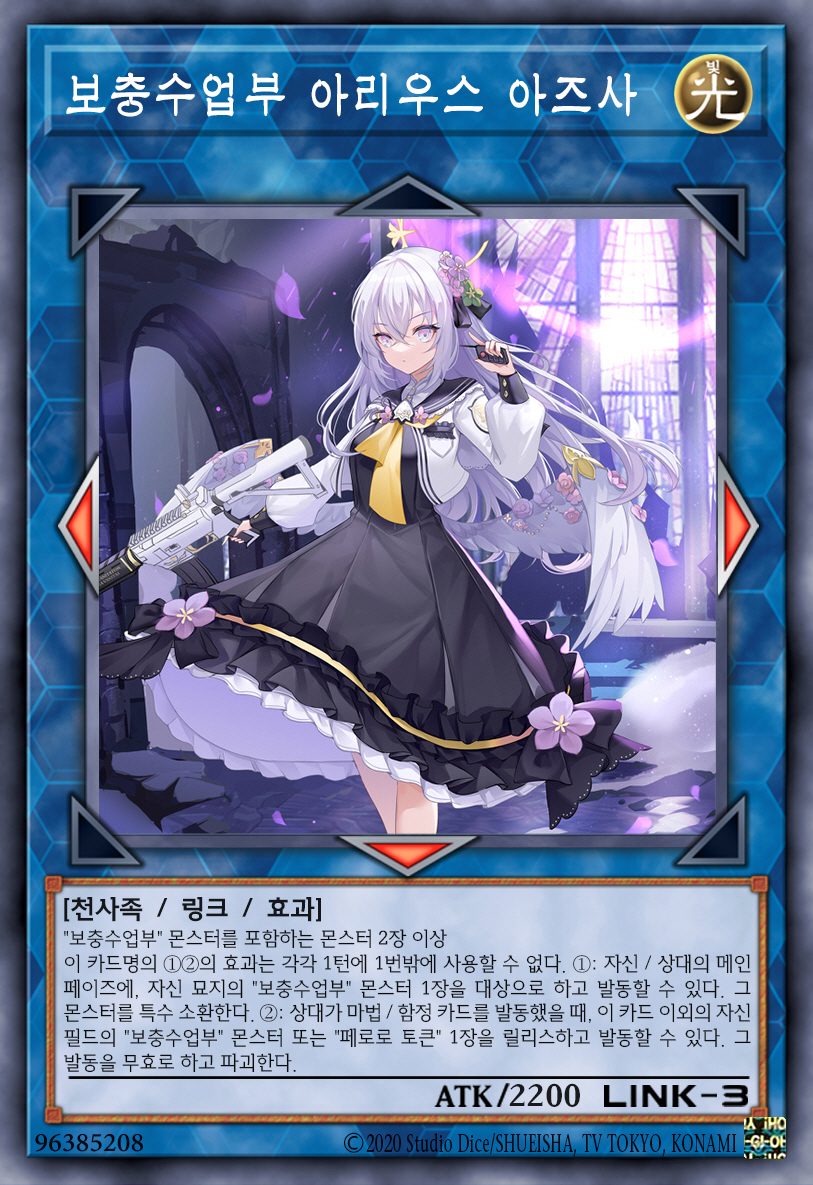 보충수업부 아리우스 아즈사
빛
光
[천사족 / 링크 / 효과]
"보충수업부" 몬스터를 포함하는 몬스터 2장 이상
이 카드명의 ①②의 효과는 각각 1턴에 1번밖에 사용할 수 없다. ①: 자신 / 상대의 메인
페이즈에, 자신 묘지의 "보충수업부" 몬스터 1장을 대상으로 하고 발동할 수 있다. 그
몬스터를 특수 소환한다. ②: 상대가 마법 / 함정 카드를 발동했을 때, 이 카드 이외의 자신
필드의 "보충수업부" 몬스터 또는 "페로로 토큰" 1장을 릴리스하고 발동할 수 있다. 그
발동을 무효로 하고 파괴한다.
ATK/2200 LINK-3
96385208
©2020 Studio Dice/SHUEISHA, TV TOKYO, KONAMI